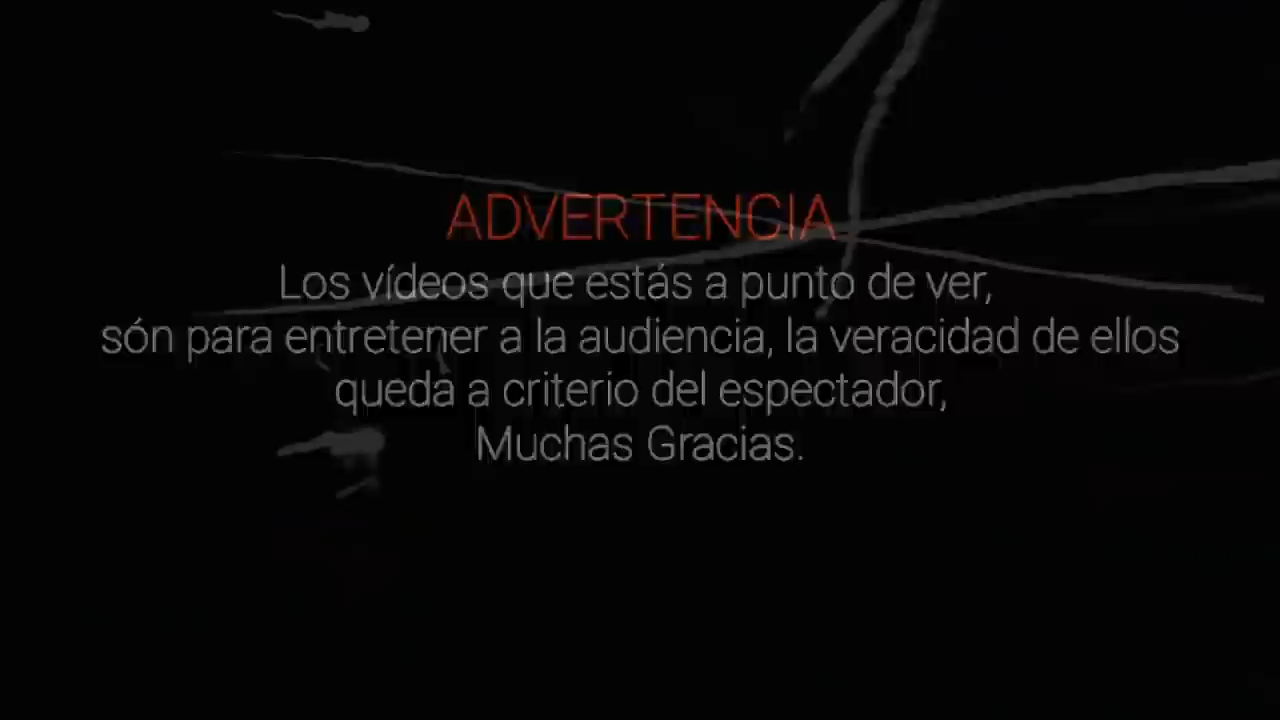 ADVERTENCIA
Los vídeos que estás a punto de ver,
són para entretener a la audiencia, la veracidad de ellos
queda a criterio del espectador,
Muchas Gracias.